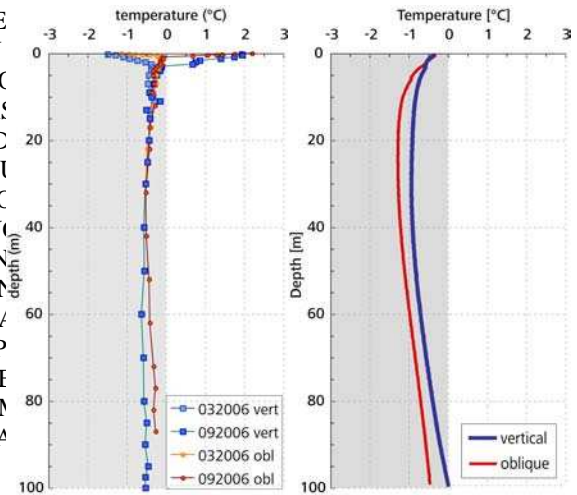 temperature (°C)
-3 -2 -1 0 1 2 3
0
20
40
60
80
100
depth (m)
032006 vert
092006 vert
032006 obl
092006 obl
Temperature [°C]
-3 -2 -1 0 1 2 3
0
20
40
60
80
100
Depth [m]
vertical
oblique